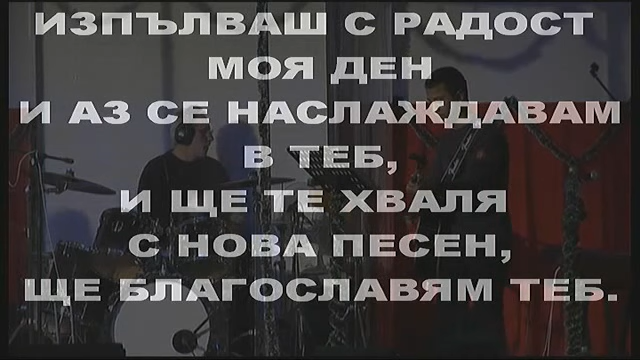 ИЗПЪЛВАШ С РАДОСТ
МОЯ ДЕН
И АЗ СЕ НАСЛАЖДАВАМ
В ТЕБ,
И ЩЕ ТЕ ХВАЛЯ
С НОВА ПЕСЕН,
ЩЕ БЛАГОСЛАВЯМ ТЕБ.